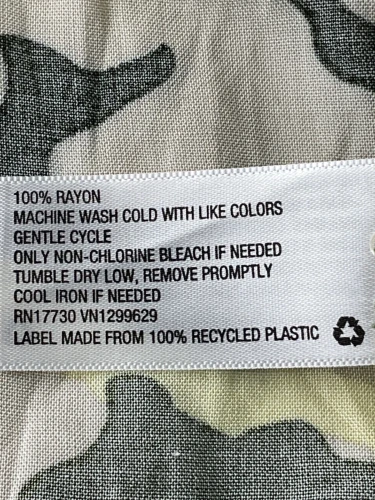 100% RAYON
MACHINE WASH COLD WITH LIKE COLORS
GENTLE CYCLE
ONLY NON-CHLORINE BLEACH IF NEEDED
TUMBLE DRY LOW, REMOVE PROMPTLY
COOL IRON IF NEEDED
RN17730 VN1299629
LABEL MADE FROM 100% RECYCLED PLASTIC